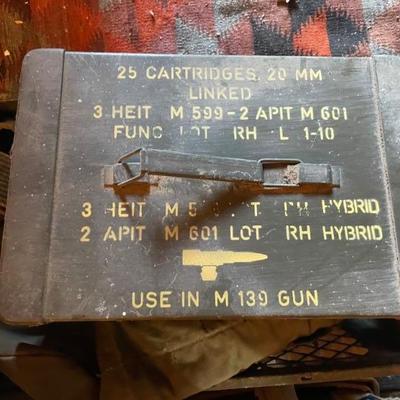 25 CARTRIDGES, 20 MM
LINKED
3 HEIT M 599-2 APIT M 601
FUNC LOT RH L 1-10
3 HEIT M LOT RH HYBRID
2 APIT M 601 LOT RH HYBRID
USE IN M 139 GUN